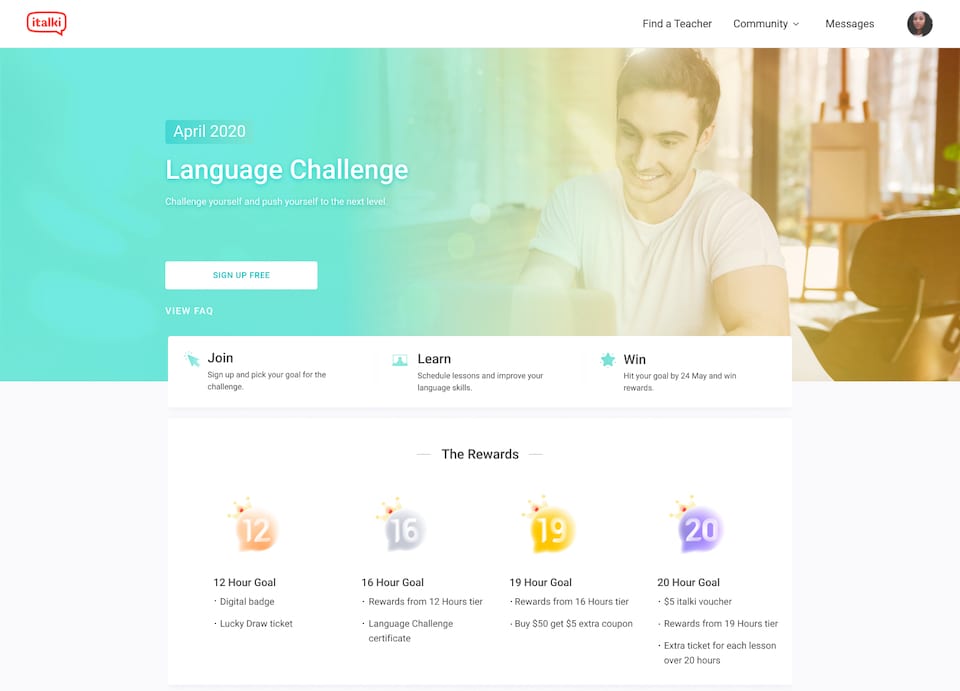 italki
Find a Teacher
Community
Messages
April 2020
Language Challenge
Challenge yourself and push yourself to the next level.
SIGN UP FREE
VIEW FAQ
Join
Sign up and pick your goal for the
challenge.
Learn
Schedule lessons and improve your
language skills.
Win
Hit your goal by 24 May and win
rewards.
The Rewards
12
16
19
20
12 Hour Goal
· Digital badge
· Lucky Draw ticket
16 Hour Goal
· Rewards from 12 Hours tier
· Language Challenge
certificate
19 Hour Goal
· Rewards from 16 Hours tier
· Buy $50 get $5 extra coupon
20 Hour Goal
· $5 italki voucher
· Rewards from 19 Hours tier
· Extra ticket for each lesson
over 20 hours